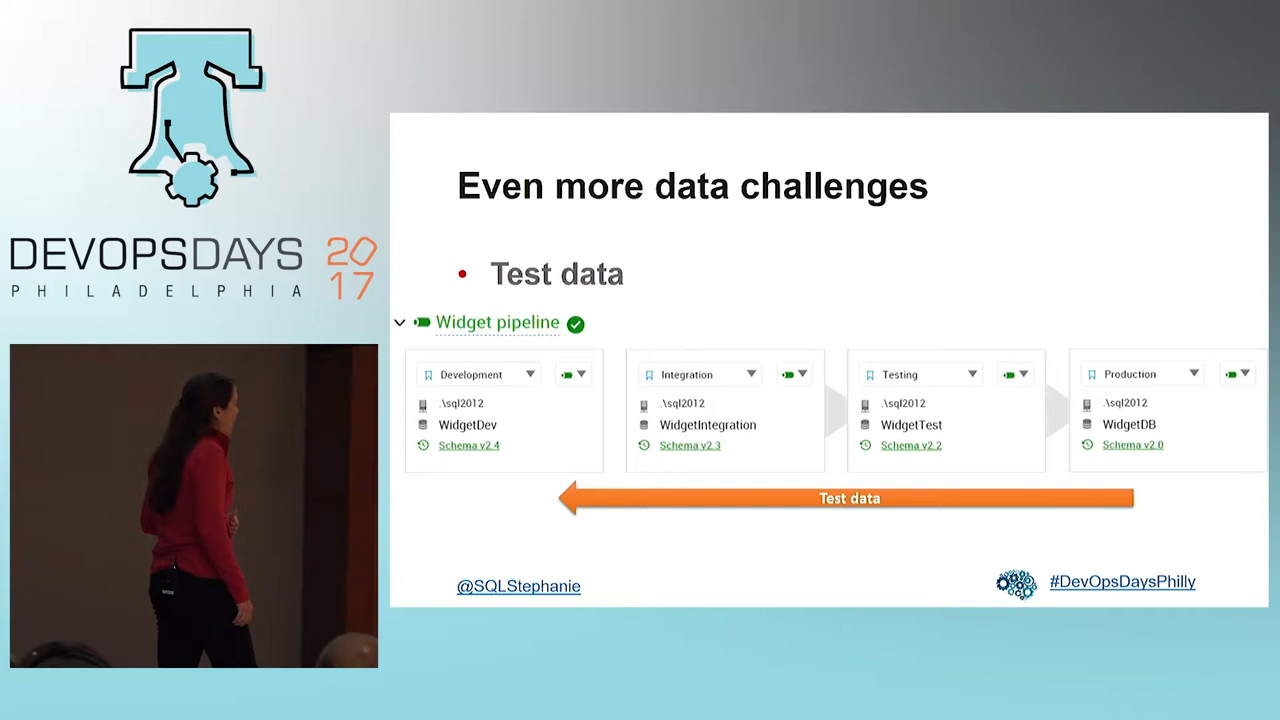 DEVOPSDAYS 2017
PHILADELPHIA
Even more data challenges
• Test data
Widget pipeline
Development
.\sql2012
WidgetDev
Schema v2.4
Integration
.\sql2012
WidgetIntegration
Schema v2.3
Testing
.\sql2012
WidgetTest
Schema v2.2
Production
.\sql2012
WidgetDB
Schema v2.0
Test data
@SQLStephanie
#DevOpsDaysPhilly